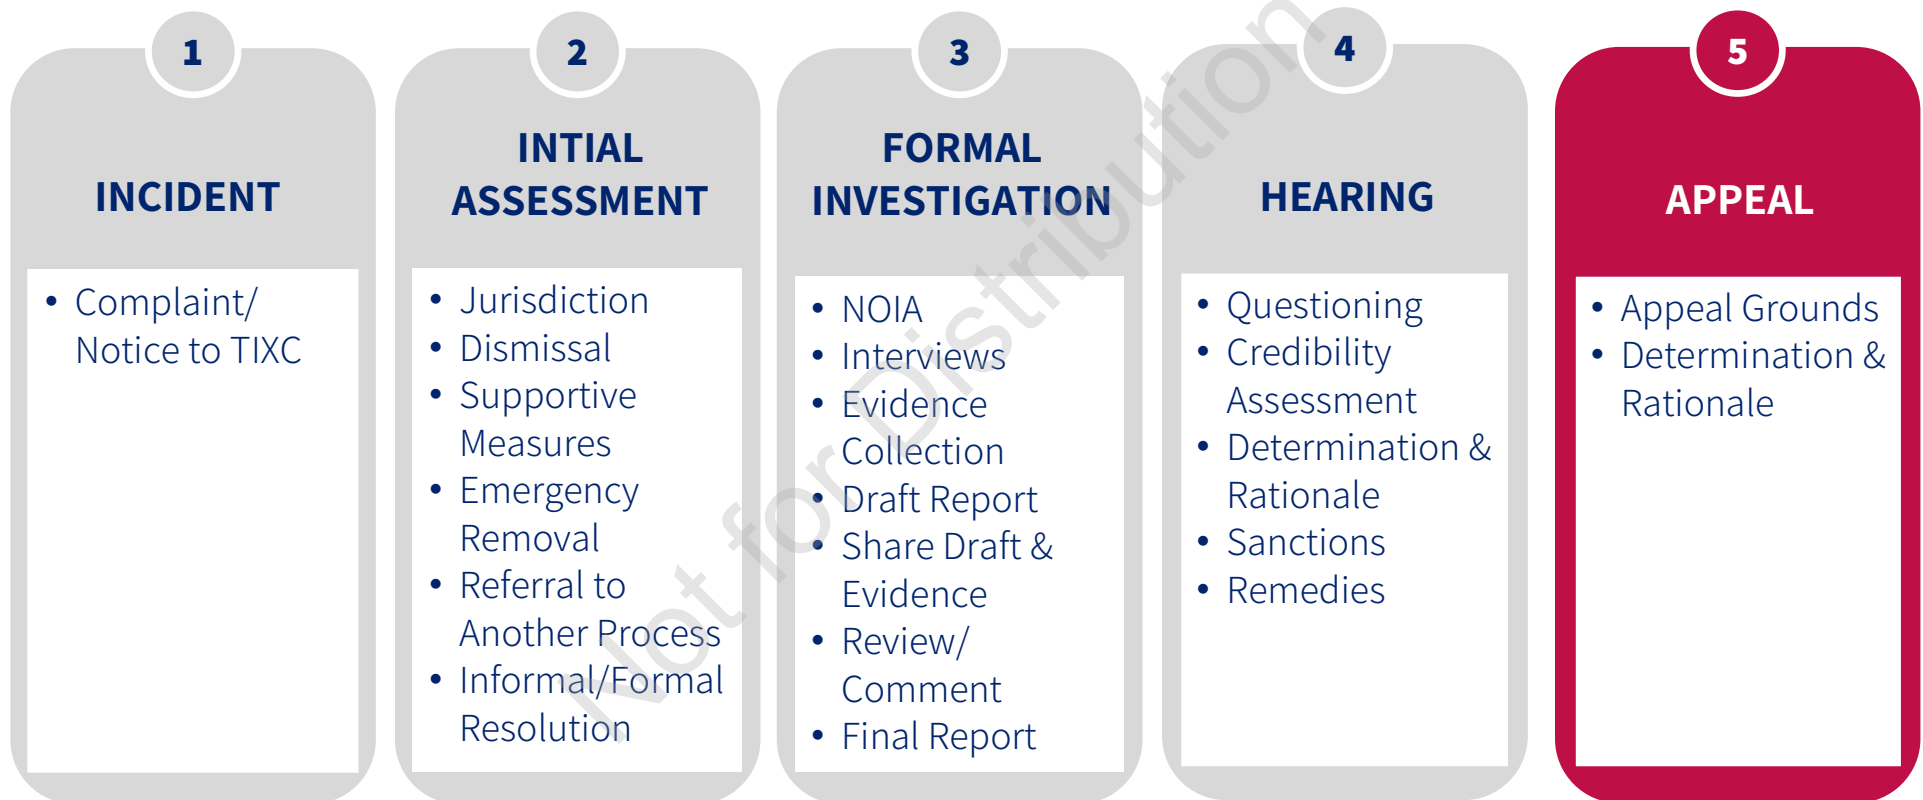 1
INCIDENT
• Complaint/
Notice to TIXC
2
INTIAL
ASSESSMENT
• Jurisdiction
• Dismissal
• Supportive
Measures
• Emergency
Removal
• Referral to
Another Process
• Informal/Formal
Resolution
3
FORMAL
INVESTIGATION
• NOIA
• Interviews
• Evidence
Collection
• Draft Report
• Share Draft &
Evidence
• Review/
Comment
• Final Report
4
HEARING
• Questioning
• Credibility
Assessment
• Determination &
Rationale
• Sanctions
• Remedies
5
APPEAL
• Appeal Grounds
• Determination &
Rationale
Not for Distribution